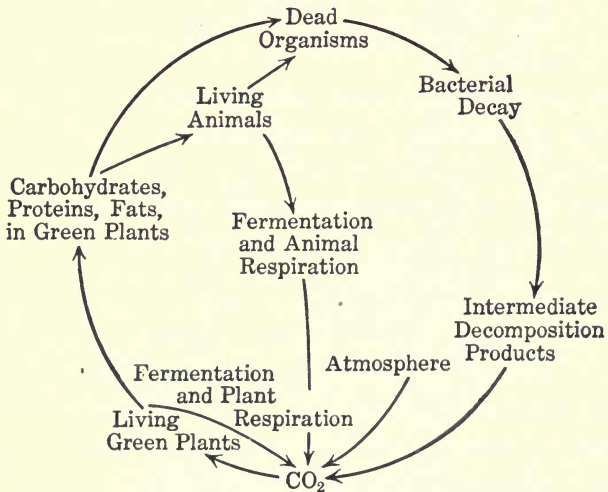 Dead
Organisms
Living
Animals
Bacterial
Decay
Carbohydrates,
Proteins, Fats,
in Green Plants
Fermentation
and Animal
Respiration
Intermediate
Decomposition
Products
Atmosphere
Fermentation
and Plant
Respiration
Living
Green Plants
CO₂